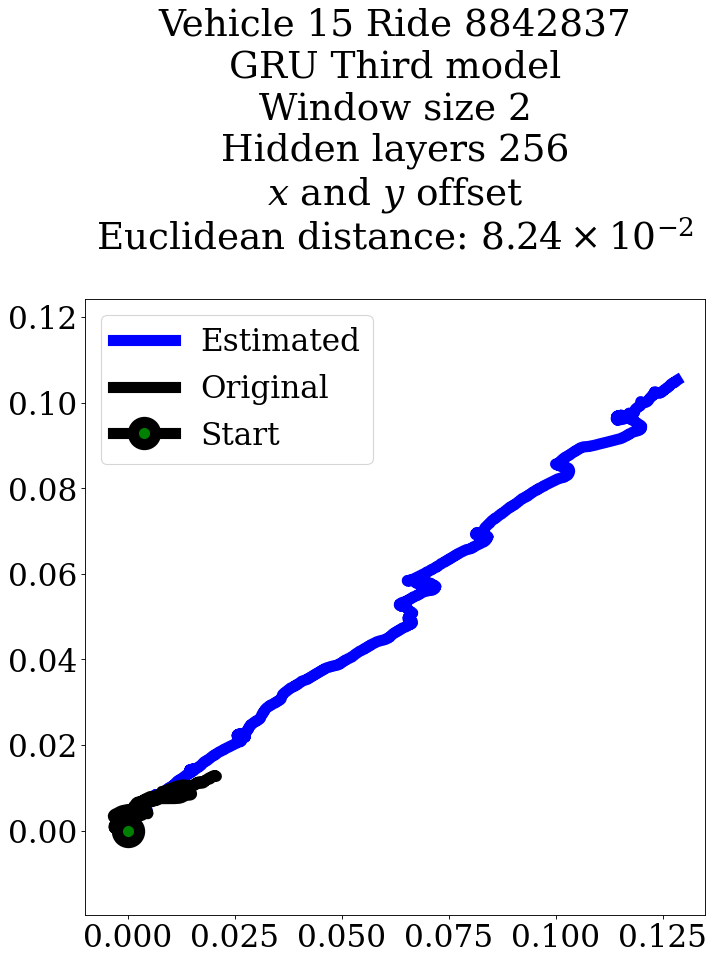 Vehicle 15 Ride 8842837
GRU Third model
Window size 2
Hidden layers 256
x and y offset
Euclidean distance: 8.24 × 10⁻²
Estimated
Original
Start
0.12
0.10
0.08
0.06
0.04
0.02
0.00
0.000 0.025 0.050 0.075 0.100 0.125